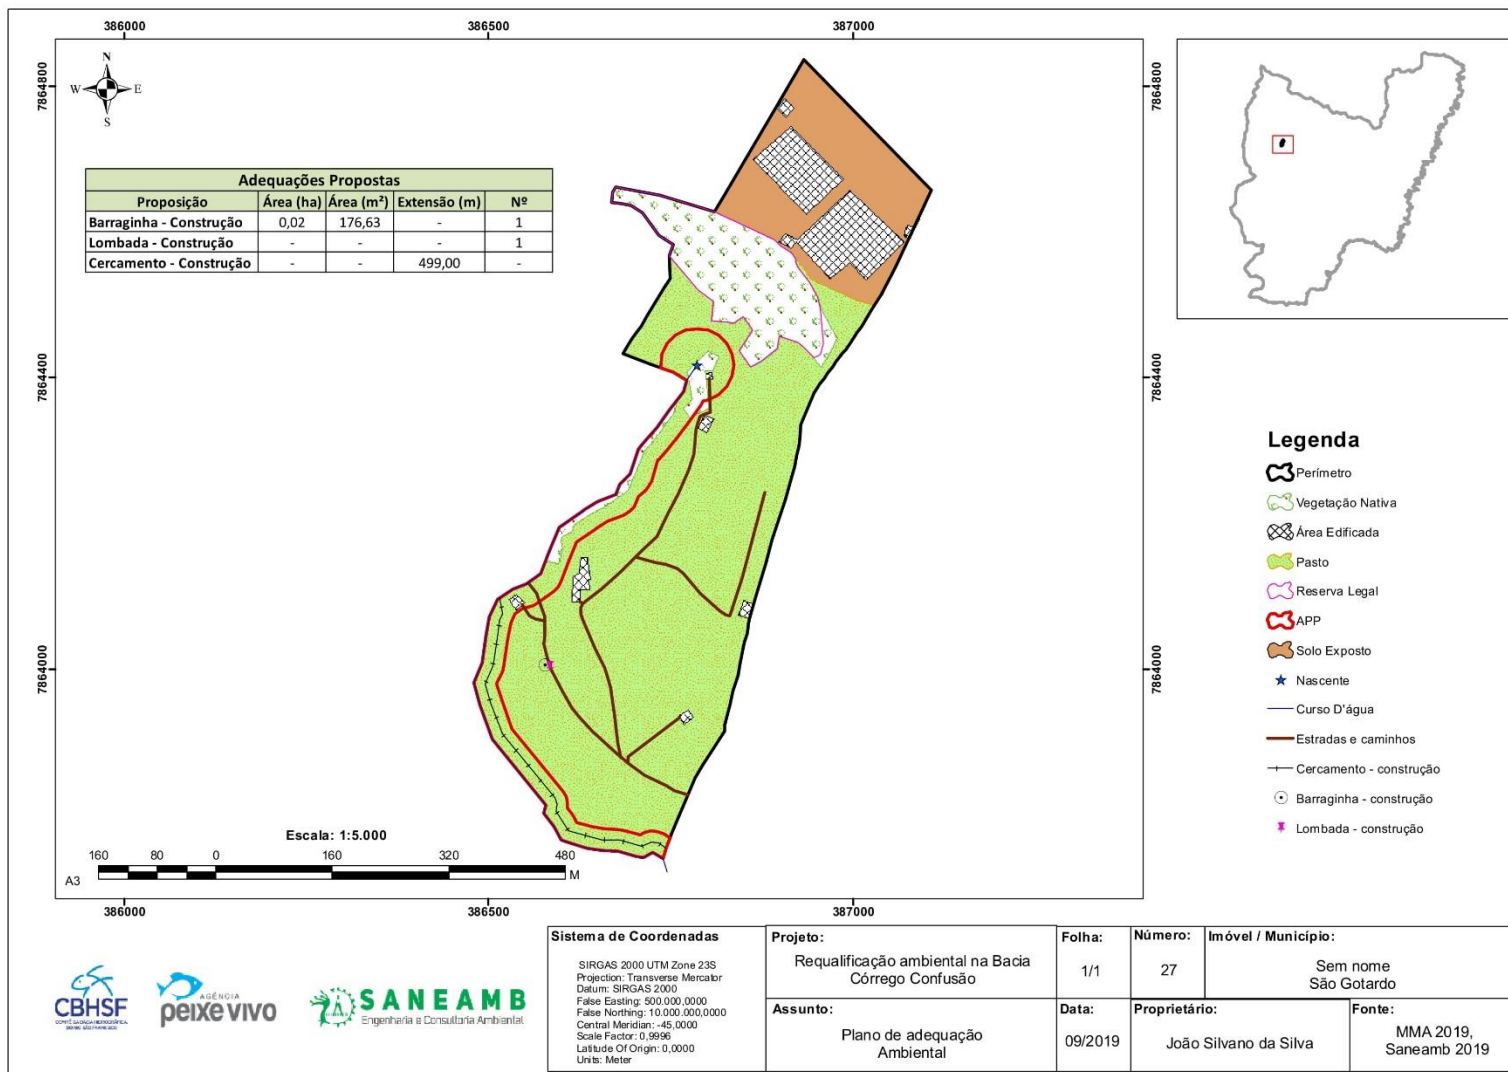 386000 386500 387000
7864800 7864800
N
W E
S
Adequações Propostas
Proposição Área (ha) Área (m²) Extensão (m) Nº
Barraginha - Construção 0,02 176,63 - 1
Lombada - Construção - - - 1
Cercamento - Construção - - 499,00 -
7864400 7864400
Legenda
Perímetro
Vegetação Nativa
Área Edificada
Pasto
Reserva Legal
APP
Solo Exposto
Nascente
Curso D'água
Estradas e caminhos
Cercamento - construção
Barraginha - construção
Lombada - construção
7864000 7864000
Escala: 1:5.000
160 80 0 160 320 480
A3 M
386000 386500 387000
CBHSF
AGÊNCIA
peixe vivo
SANEAMB
Engenharia e Consultoria Ambiental
Sistema de Coordenadas
SIRGAS 2000 UTM Zone 23S
Projection: Transverse Mercator
Datum: SIRGAS 2000
False Easting: 500.000,0000
False Northing: 10.000.000,0000
Central Meridian: -45,0000
Scale Factor: 0,9996
Latitude Of Origin: 0,0000
Units: Meter
Projeto:
Requalificação ambiental na Bacia
Córrego Confusão
Folha:
1/1
Número:
27
Imóvel / Município:
Sem nome
São Gotardo
Assunto:
Plano de adequação
Ambiental
Data:
09/2019
Proprietário:
João Silvano da Silva
Fonte:
MMA 2019,
Saneamb 2019